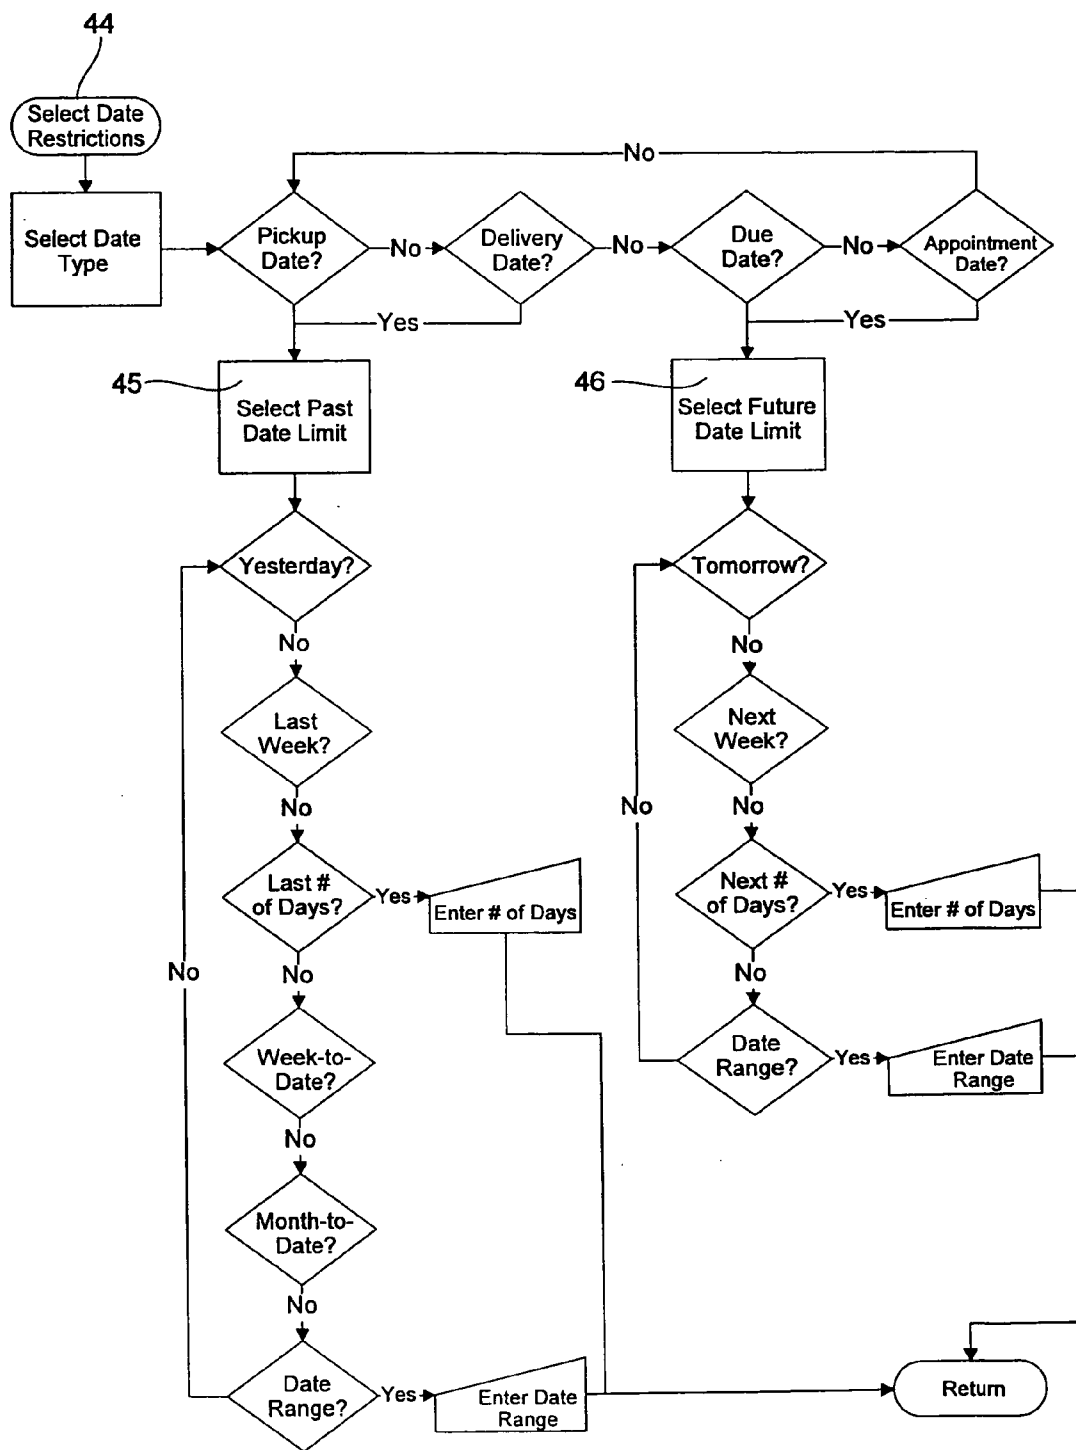 44
Select Date
Restrictions
No
Select Date
Type
Pickup
Date?
No
Delivery
Date?
No
Due
Date?
No
Appointment
Date?
Yes
Yes
45
Select Past
Date Limit
46
Select Future
Date Limit
Yesterday?
No
Last
Week?
No
Last #
of Days?
Yes
Enter # of Days
No
No
Week-to-
Date?
No
Month-to-
Date?
No
Date
Range?
Yes
Enter Date
Range
Tomorrow?
No
Next
Week?
No
No
Next #
of Days?
Yes
Enter # of Days
No
Date
Range?
Yes
Enter Date
Range
Return